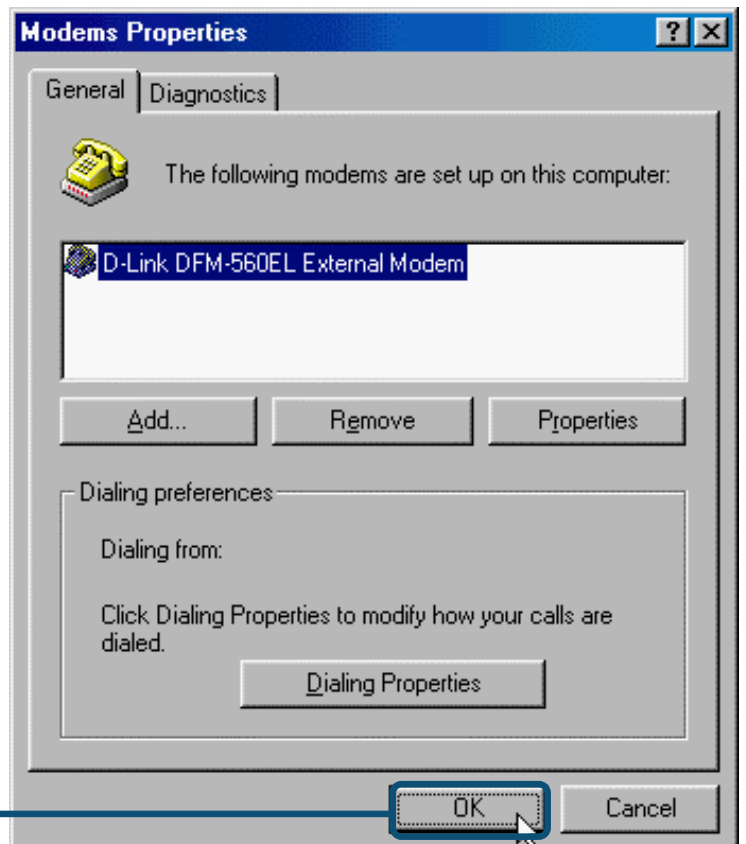 Modems Properties
General Diagnostics
The following modems are set up on this computer:
D-Link DFM-560EL External Modem
Add... Remove Properties
Dialing preferences
Dialing from:
Click Dialing Properties to modify how your calls are
dialed.
Dialing Properties
OK Cancel